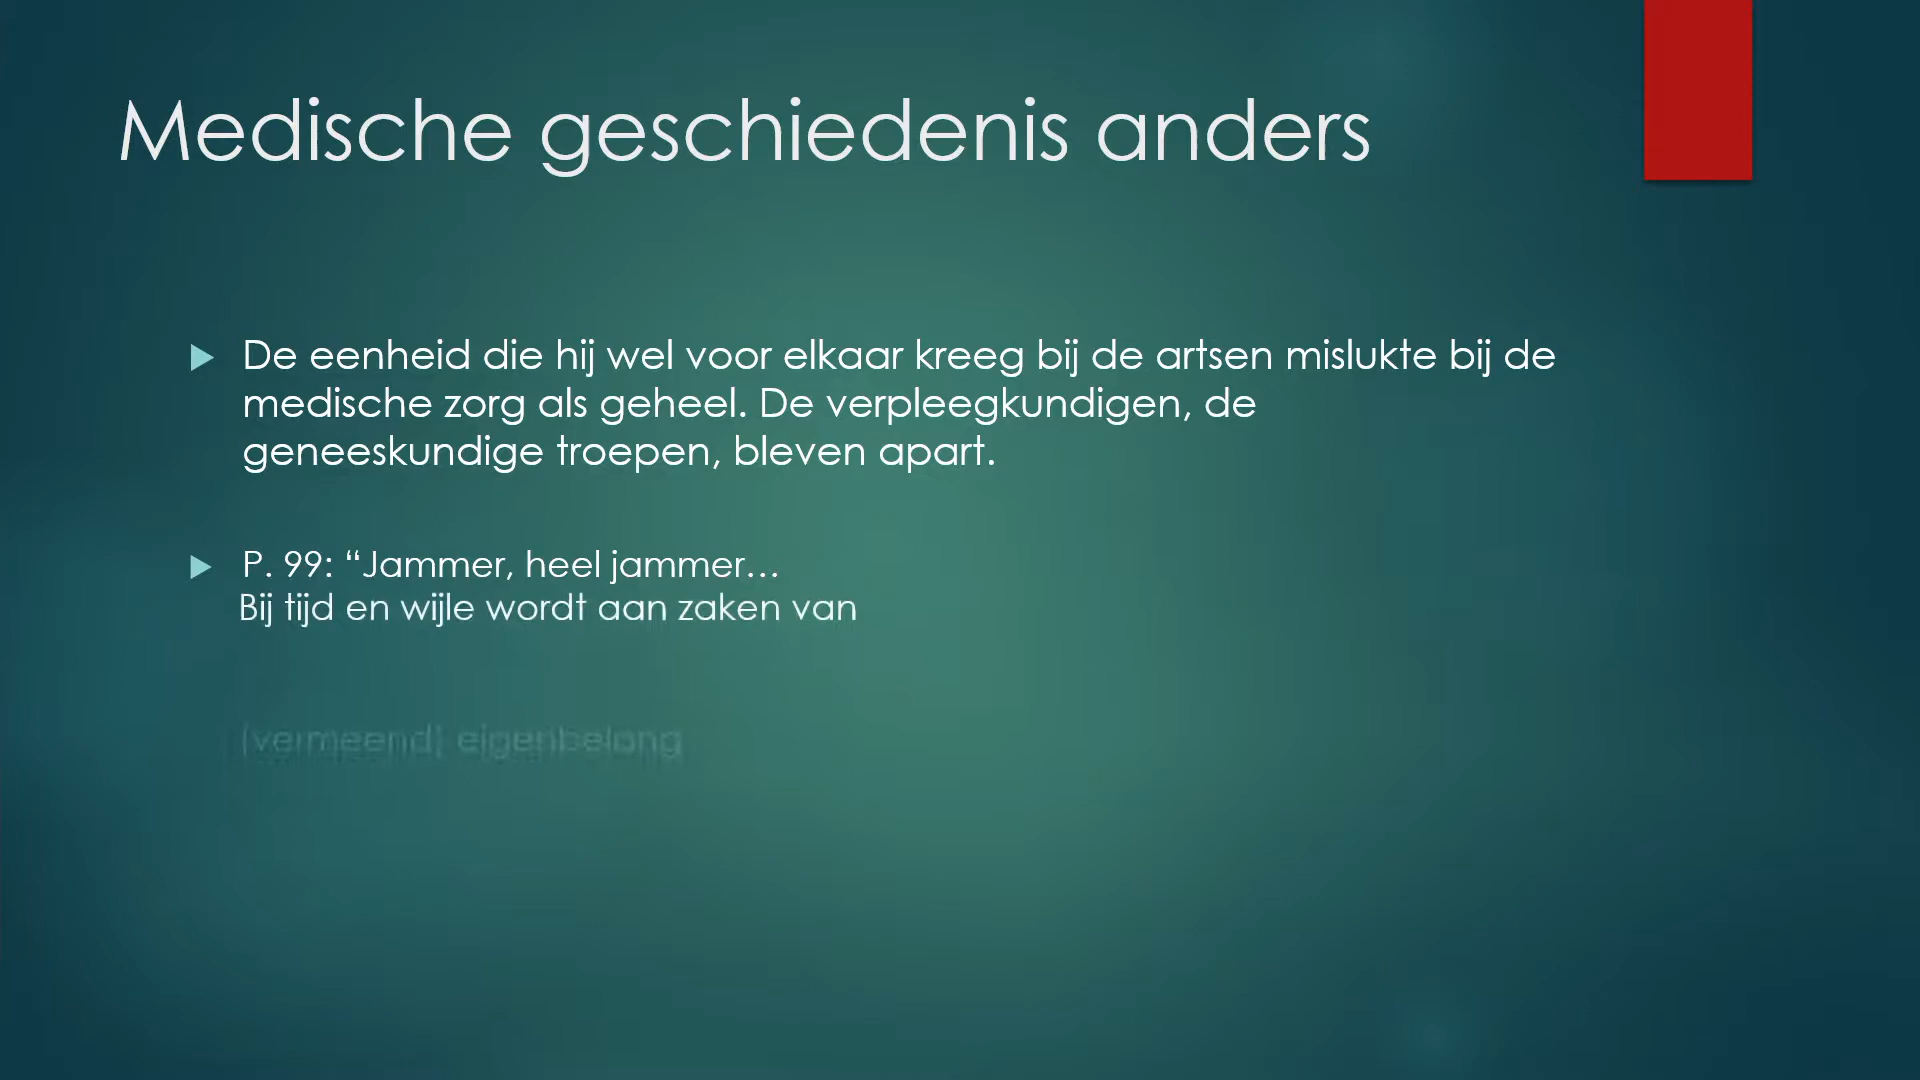 Medische geschiedenis anders
De eenheid die hij wel voor elkaar kreeg bij de artsen mislukte bij de
medische zorg als geheel. De verpleegkundigen, de
geneeskundige troepen, bleven apart.
P. 99: “Jammer, heel jammer…
Bij tijd en wijle wordt aan zaken van
(vermeend) eigenbelang